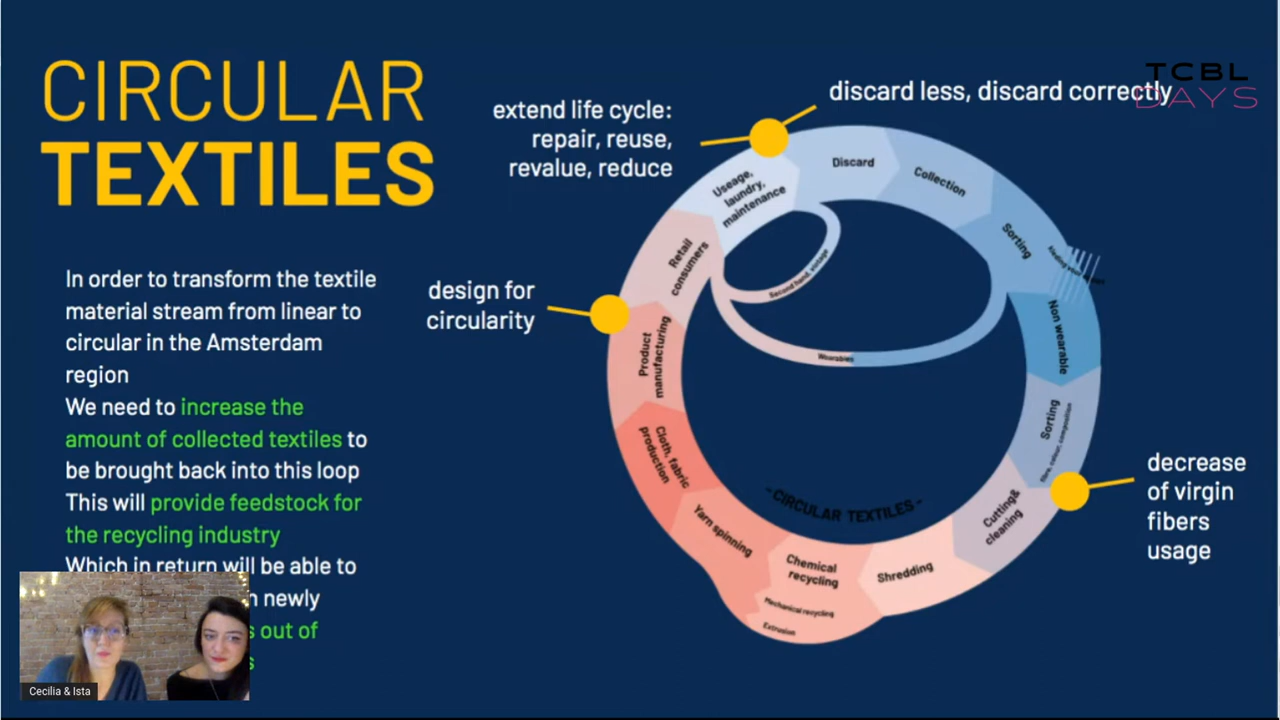 CIRCULAR
TEXTILES
In order to transform the textile
material stream from linear to
circular in the Amsterdam
region
We need to increase the
amount of collected textiles to
be brought back into this loop
This will provide feedstock for
the recycling industry
Which in return will be able to
newly
out of
Cecilia & Ista
extend life cycle:
repair, reuse,
revalue, reduce
discard less, discard correctly
TCBL
DAYS
design for
circularity
decrease
of virgin
fibers
usage
Useage,
laundry,
maintenance
Discard
Collection
Sorting
Non wearable
Sorting
fibre, colour, composition
Cutting&
cleaning
Shredding
Chemical
recycling
Mechanical recycling
Extrusion
Yarn spinning
Cloth, fabric
production
Product
manufacturing
Retail
consumers
Second hand, vintage
Wearables
- CIRCULAR TEXTILES -